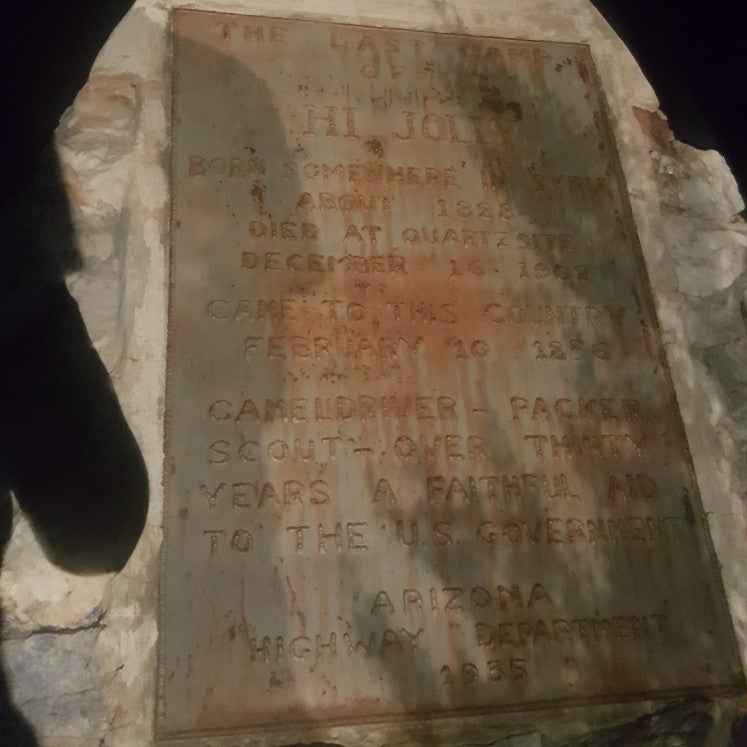 THE LAST CAMP
OF
HI JOLLY
BORN SOMEWHERE IN SYRIA
ABOUT 1828
DIED AT QUARTZSITE
DECEMBER 16 1902
CAME TO THIS COUNTRY
FEBRUARY 10 1856
CAMELDRIVER – PACKER
SCOUT – OVER THIRTY
YEARS A FAITHFUL AID
TO THE U.S. GOVERNMENT
ARIZONA
HIGHWAY DEPARTMENT
1935